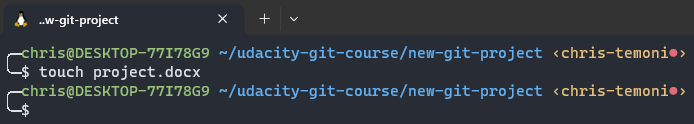 ..w-git-project
chris@DESKTOP-77I78G9 ~/udacity-git-course/new-git-project ‹chris-temoni●›
$ touch project.docx
chris@DESKTOP-77I78G9 ~/udacity-git-course/new-git-project ‹chris-temoni●›
$